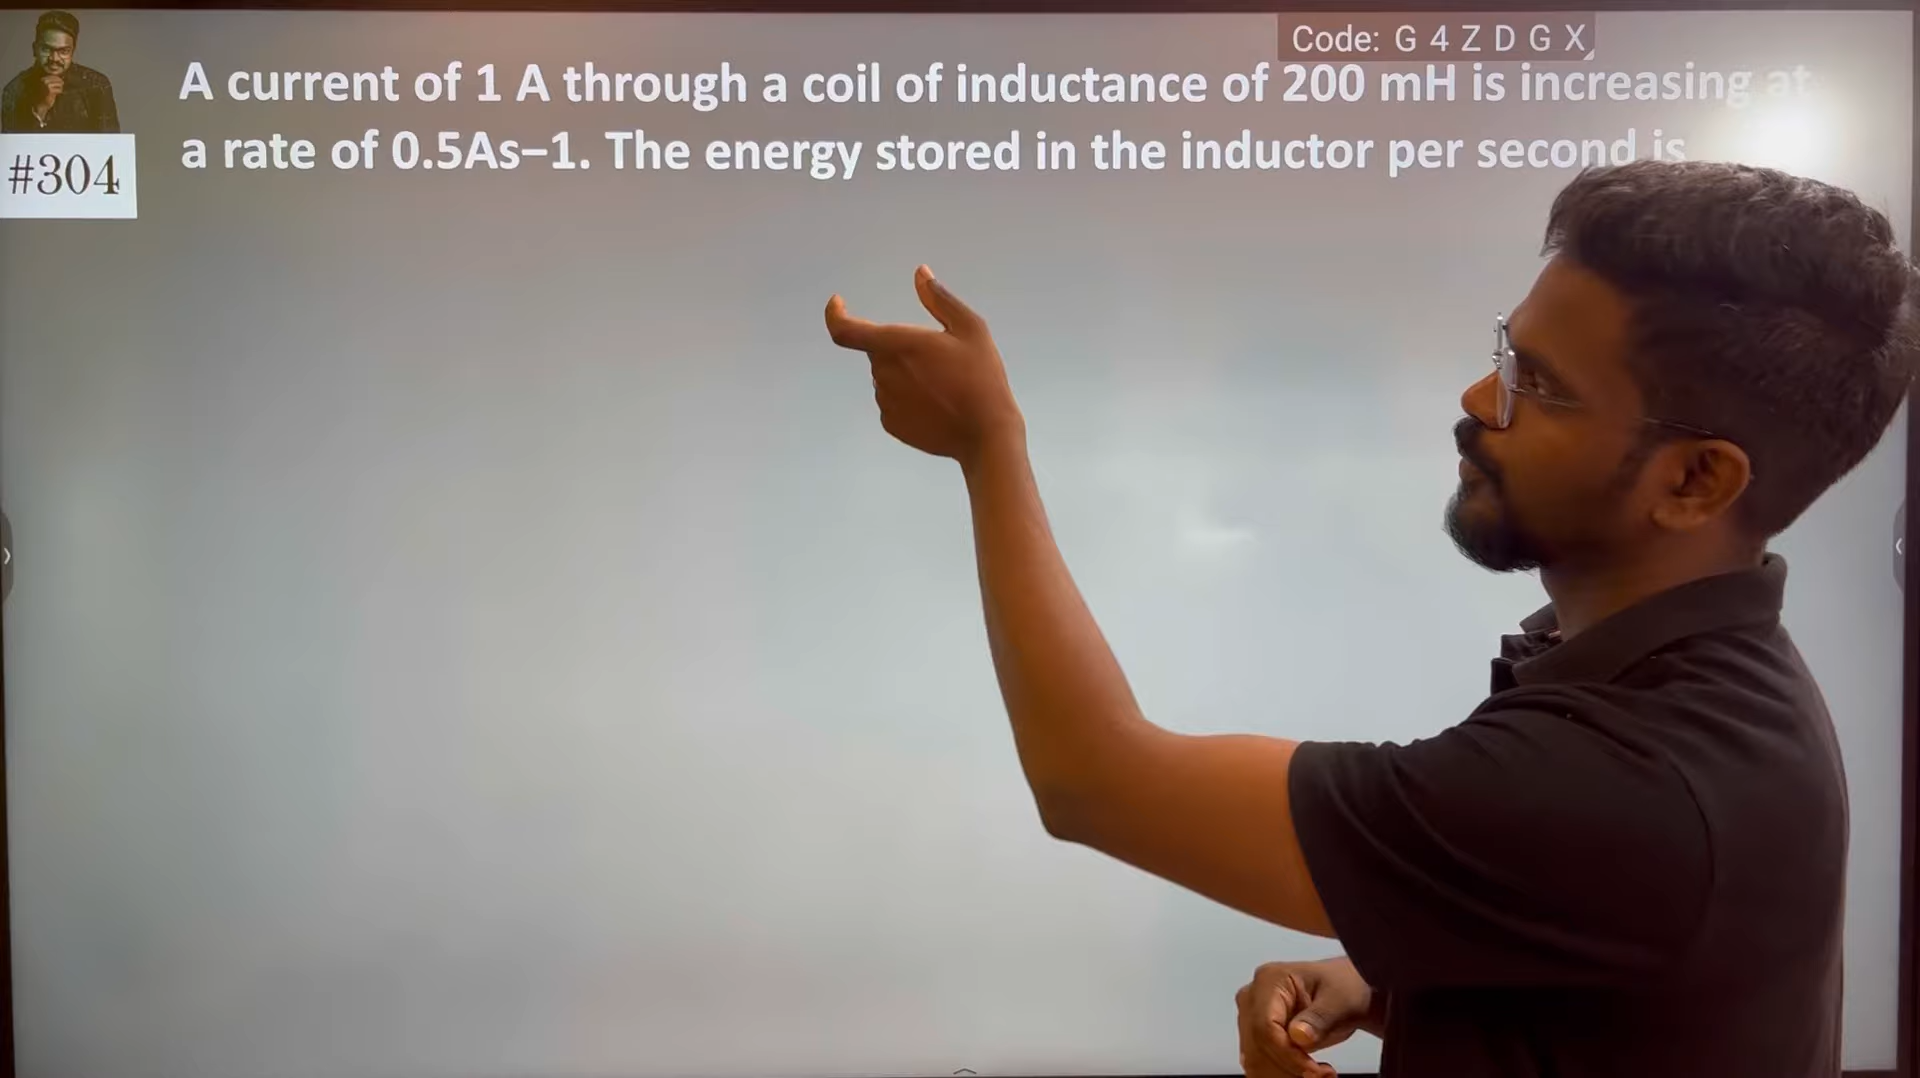 Code: G 4 Z D G X
A current of 1 A through a coil of inductance of 200 mH is increasing at
#304
a rate of 0.5As–1. The energy stored in the inductor per second is